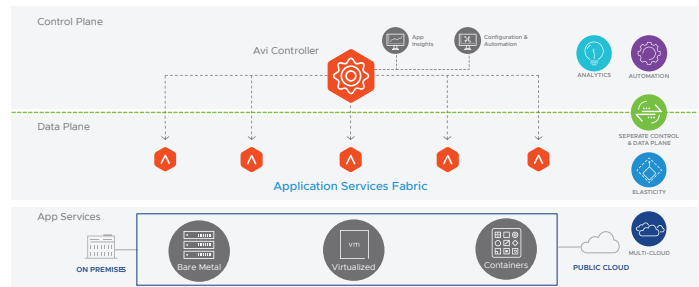 Control Plane
Avi Controller
App
Insights
Configuration &
Automation
ANALYTICS
AUTOMATION
Data Plane
SEPERATE CONTROL
& DATA PLANE
Application Services Fabric
ELASTICITY
App Services
ON PREMISES
Bare Metal
vm
Virtualized
Containers
PUBLIC CLOUD
MULTI-CLOUD